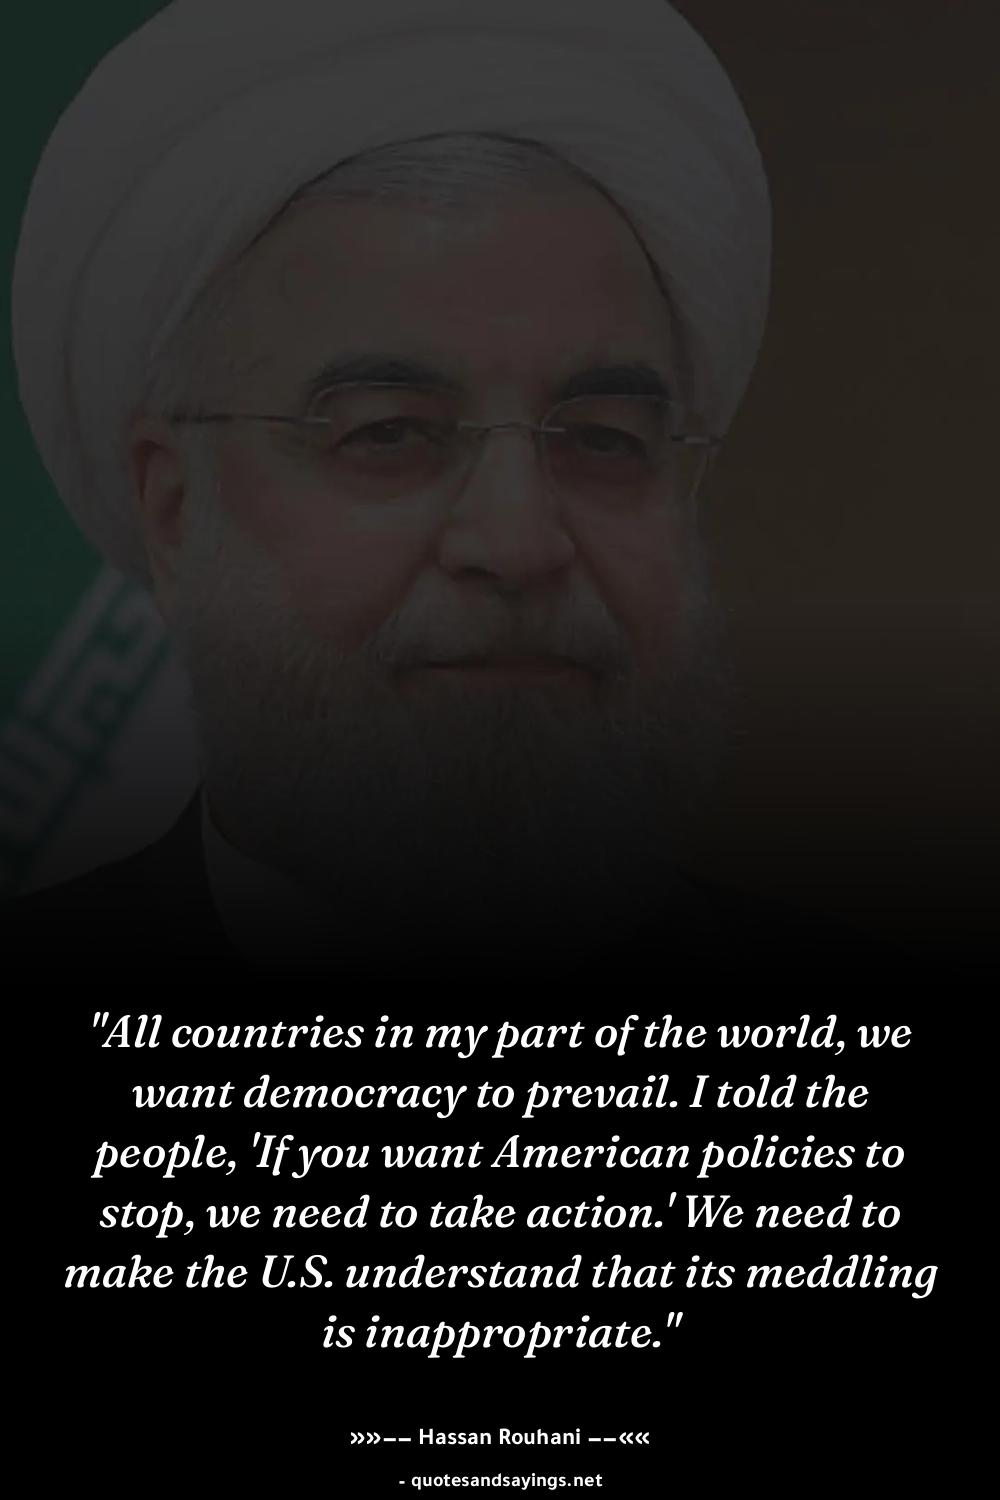 "All countries in my part of the world, we
want democracy to prevail. I told the
people, 'If you want American policies to
stop, we need to take action.' We need to
make the U.S. understand that its meddling
is inappropriate."
»»−− Hassan Rouhani −−««
- quotesandsayings.net